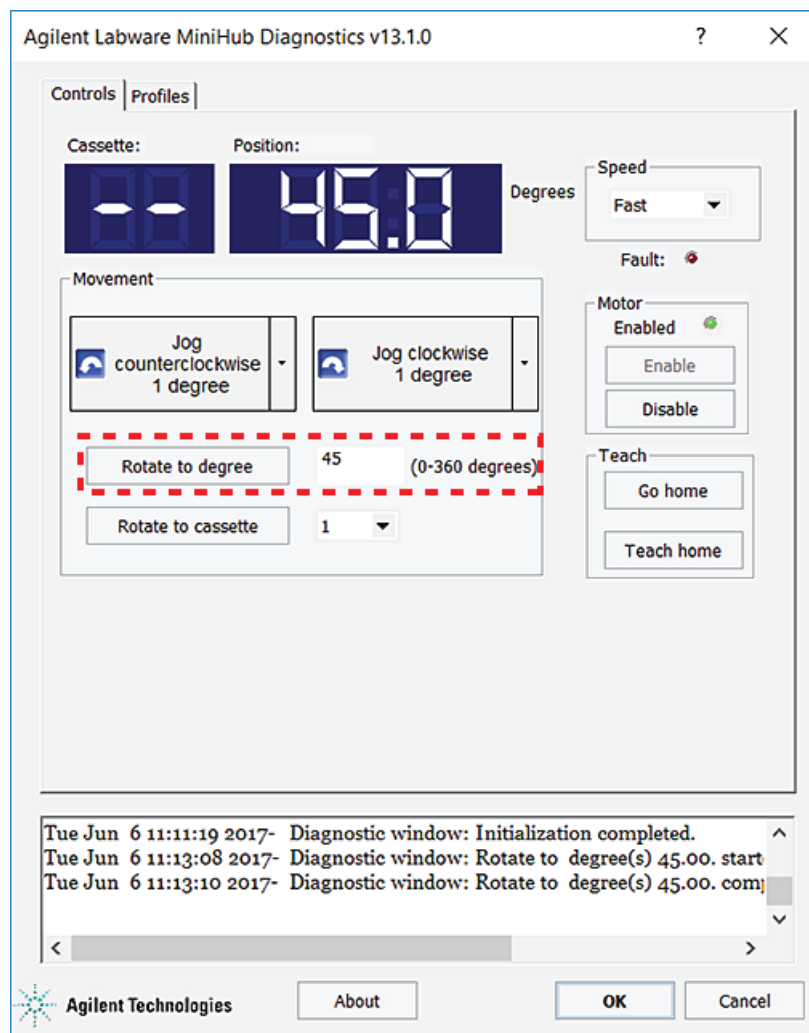 Agilent Labware MiniHub Diagnostics v13.1.0 ?
Controls Profiles
Cassette: Position:
-- 45.0 Degrees
Speed
Fast
Fault:
Movement
Jog
counterclockwise
1 degree
Jog clockwise
1 degree
Motor
Enabled
Enable
Disable
Rotate to degree 45 (0-360 degrees)
Rotate to cassette 1
Teach
Go home
Teach home
Tue Jun 6 11:11:19 2017- Diagnostic window: Initialization completed.
Tue Jun 6 11:13:08 2017- Diagnostic window: Rotate to degree(s) 45.00. start
Tue Jun 6 11:13:10 2017- Diagnostic window: Rotate to degree(s) 45.00. comp
Agilent Technologies About OK Cancel